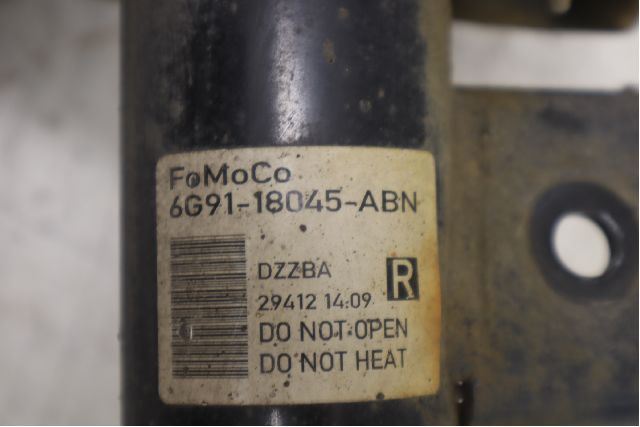 FoMoCo
6G91-18045-ABN
DZZBA
R
29412 14:09
DO NOT OPEN
DO NOT HEAT